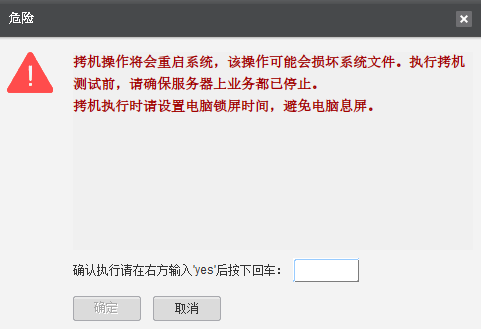 危险
拷机操作将会重启系统，该操作可能会损坏系统文件。执行拷机
测试前，请确保服务器上业务都已停止。
拷机执行时请设置电脑锁屏时间，避免电脑息屏。
确认执行请在右方输入'yes'后按下回车：
确定
取消